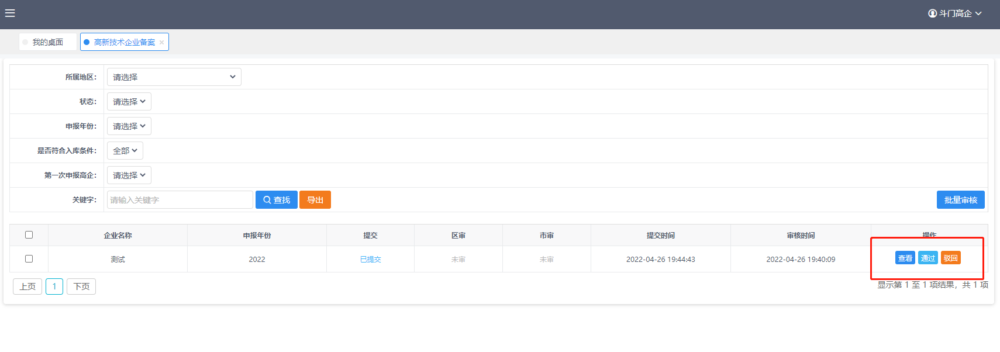 斗门高企
我的桌面 高新技术企业备案
所属地区： 请选择
状态： 请选择
申报年份： 请选择
是否符合入库条件： 全部
第一次申报高企： 请选择
关键字： 请输入关键字 查找 导出 批量审核
企业名称 申报年份 提交 区审 市审 提交时间 审核时间 操作
测试 2022 已提交 未审 未审 2022-04-26 19:44:43 2022-04-26 19:40:09 查看 通过 驳回
上页 1 下页 显示第 1 至 1 项结果，共 1 项